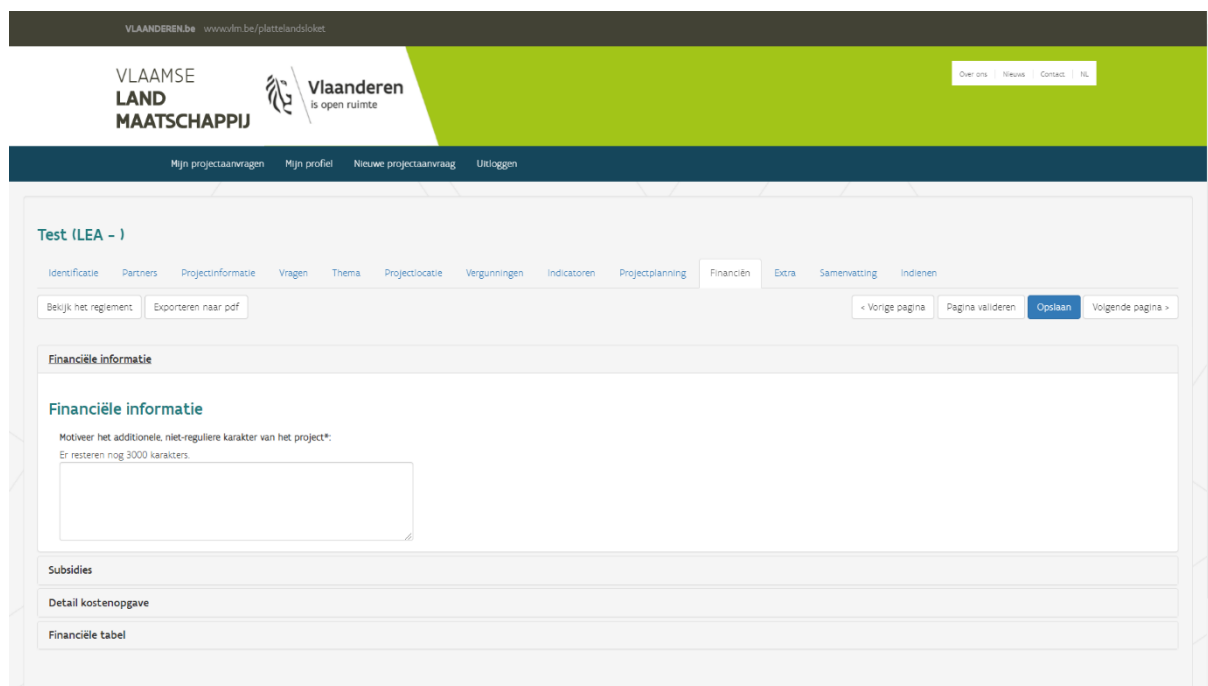 VLAANDEREN.be www.vlm.be/plattelandsloket
VLAAMSE
LAND
MAATSCHAPPIJ
Vlaanderen
is open ruimte
Over ons | Nieuws | Contact | NL
Mijn projectaanvragen Mijn profiel Nieuwe projectaanvraag Uitloggen
Test (LEA - )
Identificatie Partners Projectinformatie Vragen Thema Projectlocatie Vergunningen Indicatoren Projectplanning Financiën Extra Samenvatting Indienen
Bekijk het reglement Exporteren naar pdf « Vorige pagina Pagina valideren Opslaan Volgende pagina »
Financiële informatie
Financiële informatie
Motiveer het additionele, niet-reguliere karakter van het project*:
Er resteren nog 3000 karakters.
Subsidies
Detail kostenopgave
Financiële tabel